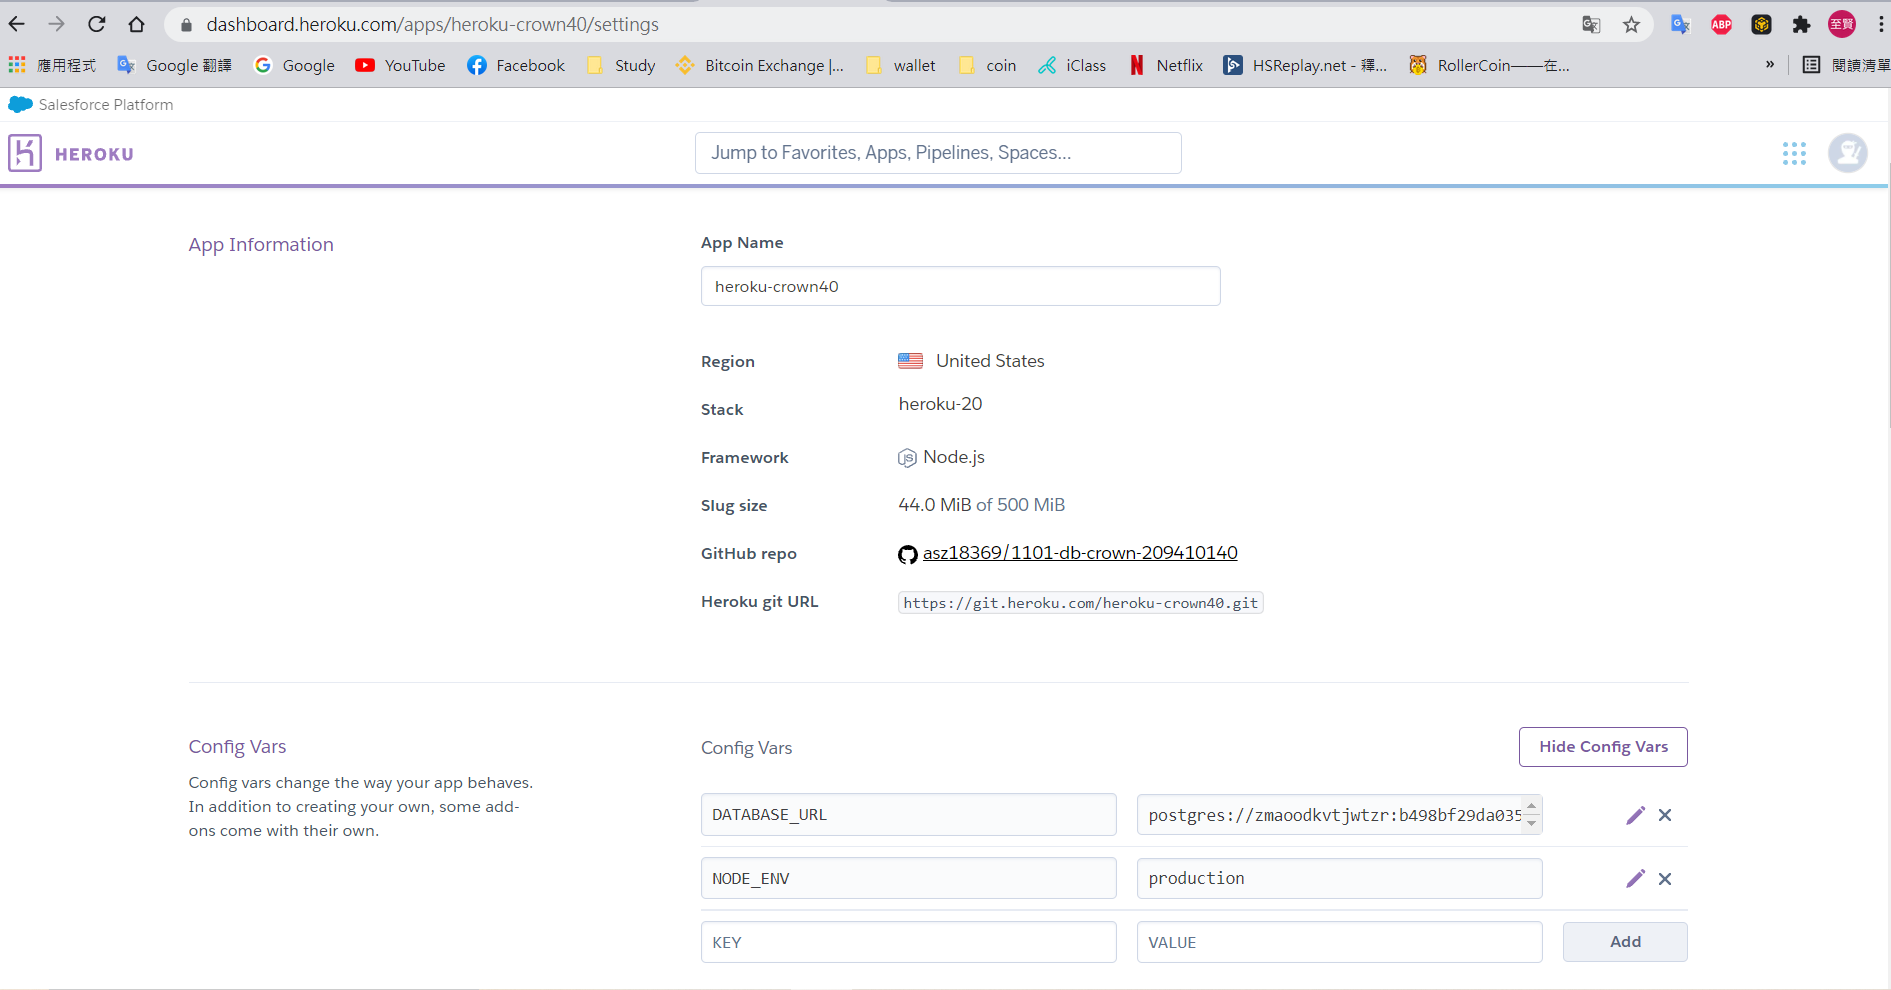 dashboard.heroku.com/apps/heroku-crown40/settings
ABP
至賢
應用程式 Google 翻譯 Google YouTube Facebook Study Bitcoin Exchange |... wallet coin iClass Netflix HSReplay.net - 釋... RollerCoin——在... » 閱讀清單
Salesforce Platform
HEROKU
Jump to Favorites, Apps, Pipelines, Spaces...
App Information
App Name
heroku-crown40
Region United States
Stack heroku-20
Framework Node.js
Slug size 44.0 MiB of 500 MiB
GitHub repo asz18369/1101-db-crown-209410140
Heroku git URL https://git.heroku.com/heroku-crown40.git
Config Vars
Config vars change the way your app behaves.
In addition to creating your own, some add-
ons come with their own.
Config Vars Hide Config Vars
DATABASE_URL postgres://zmaoodkvtjwtzr:b498bf29da035
NODE_ENV production
KEY VALUE Add